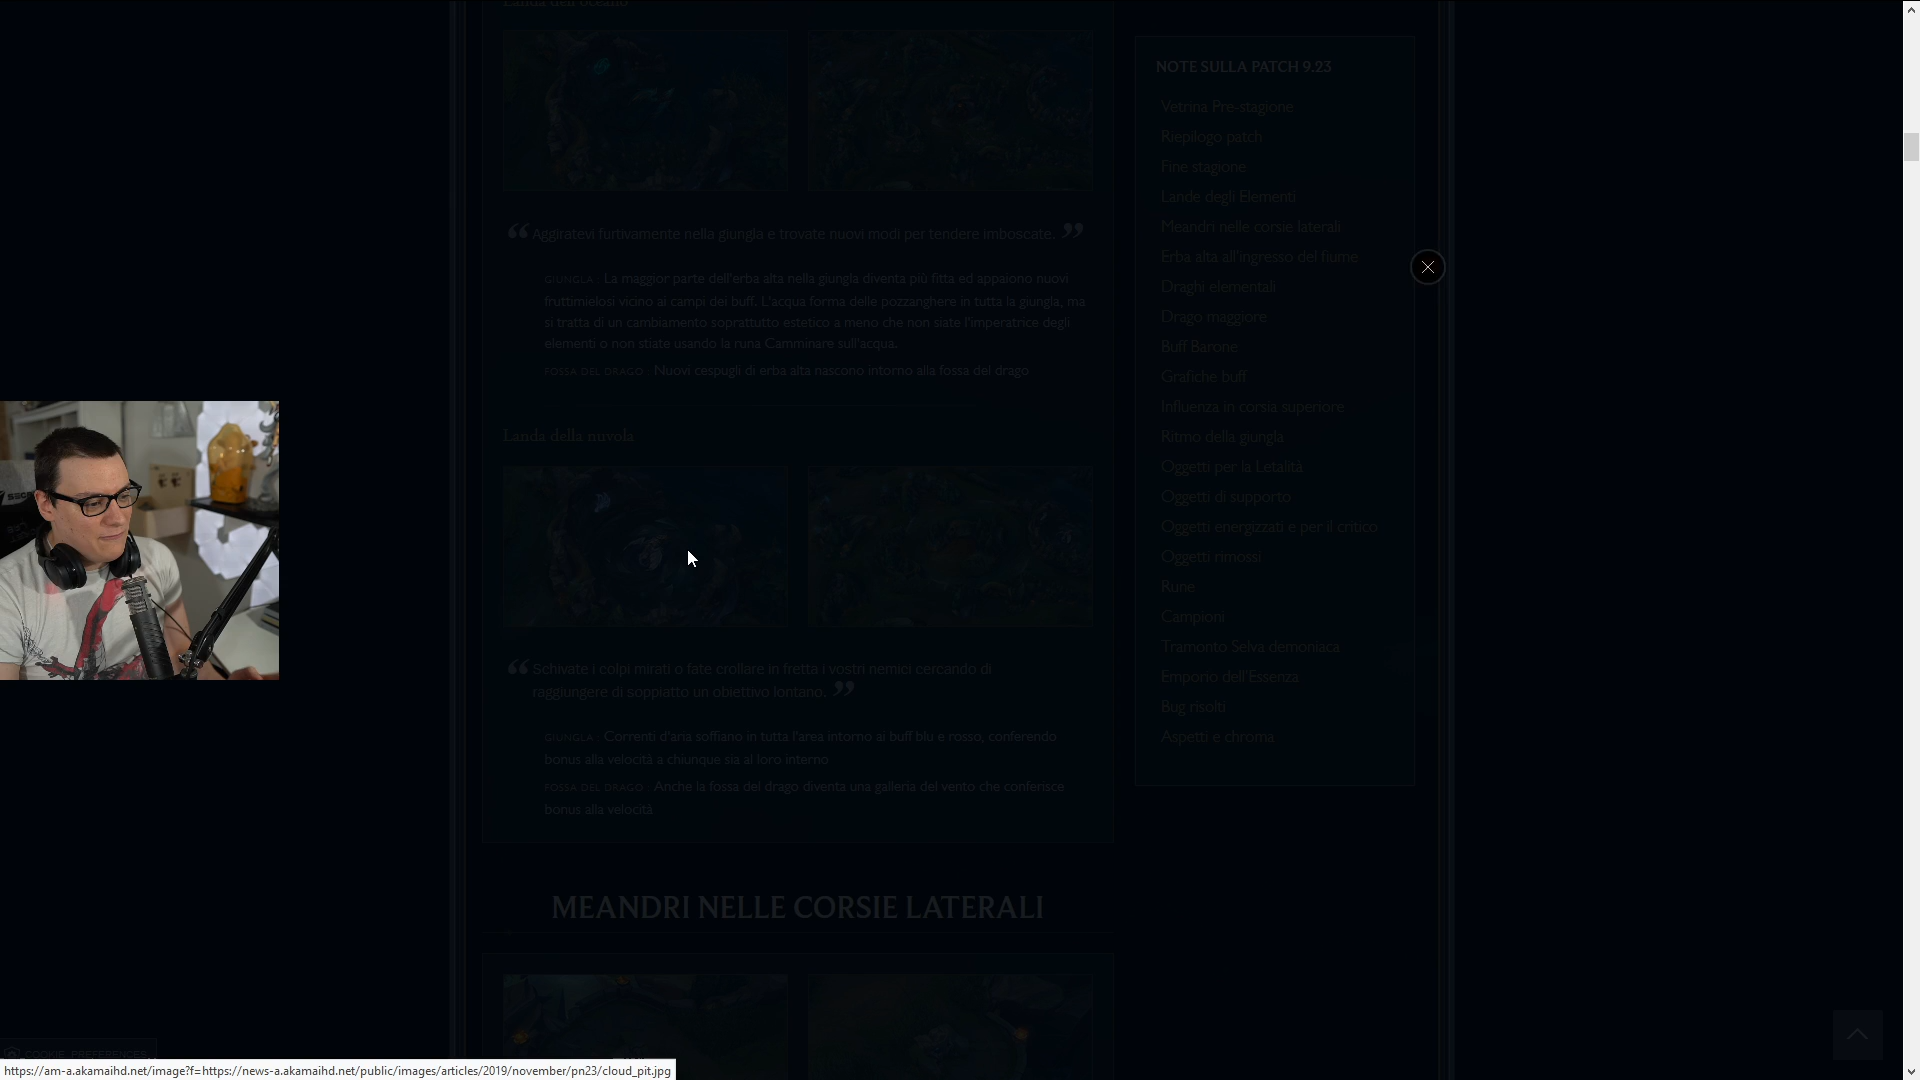 Landa dell'oceano
“ Aggiratevi furtivamente nella giungla e trovate nuovi modi per tendere imboscate. ”
GIUNGLA : La maggior parte dell'erba alta nella giungla diventa più fitta ed appaiono nuovi
fruttimielosi vicino ai campi dei buff. L'acqua forma delle pozzanghere in tutta la giungla, ma
si tratta di un cambiamento soprattutto estetico a meno che non siate l'imperatrice degli
elementi o non stiate usando la runa Camminare sull'acqua.
FOSSA DEL DRAGO : Nuovi cespugli di erba alta nascono intorno alla fossa del drago
Landa della nuvola
“ Schivate i colpi mirati o fate crollare in fretta i vostri nemici cercando di
raggiungere di soppiatto un obiettivo lontano. ”
GIUNGLA : Correnti d'aria soffiano in tutta l'area intorno ai buff blu e rosso, conferendo
bonus alla velocità a chiunque sia al loro interno
FOSSA DEL DRAGO : Anche la fossa del drago diventa una galleria del vento che conferisce
bonus alla velocità
MEANDRI NELLE CORSIE LATERALI
NOTE SULLA PATCH 9.23
Vetrina Pre-stagione
Riepilogo patch
Fine stagione
Lande degli Elementi
Meandri nelle corsie laterali
Erba alta all'ingresso del fiume
Draghi elementali
Drago maggiore
Buff Barone
Grafiche buff
Influenza in corsia superiore
Ritmo della giungla
Oggetti per la Letalità
Oggetti di supporto
Oggetti energizzati e per il critico
Oggetti rimossi
Rune
Campioni
Tramonto Selva demoniaca
Emporio dell'Essenza
Bug risolti
Aspetti e chroma
COOKIE PREFERENCES
https://am-a.akamaihd.net/image?f=https://news-a.akamaihd.net/public/images/articles/2019/november/pn23/cloud_pit.jpg